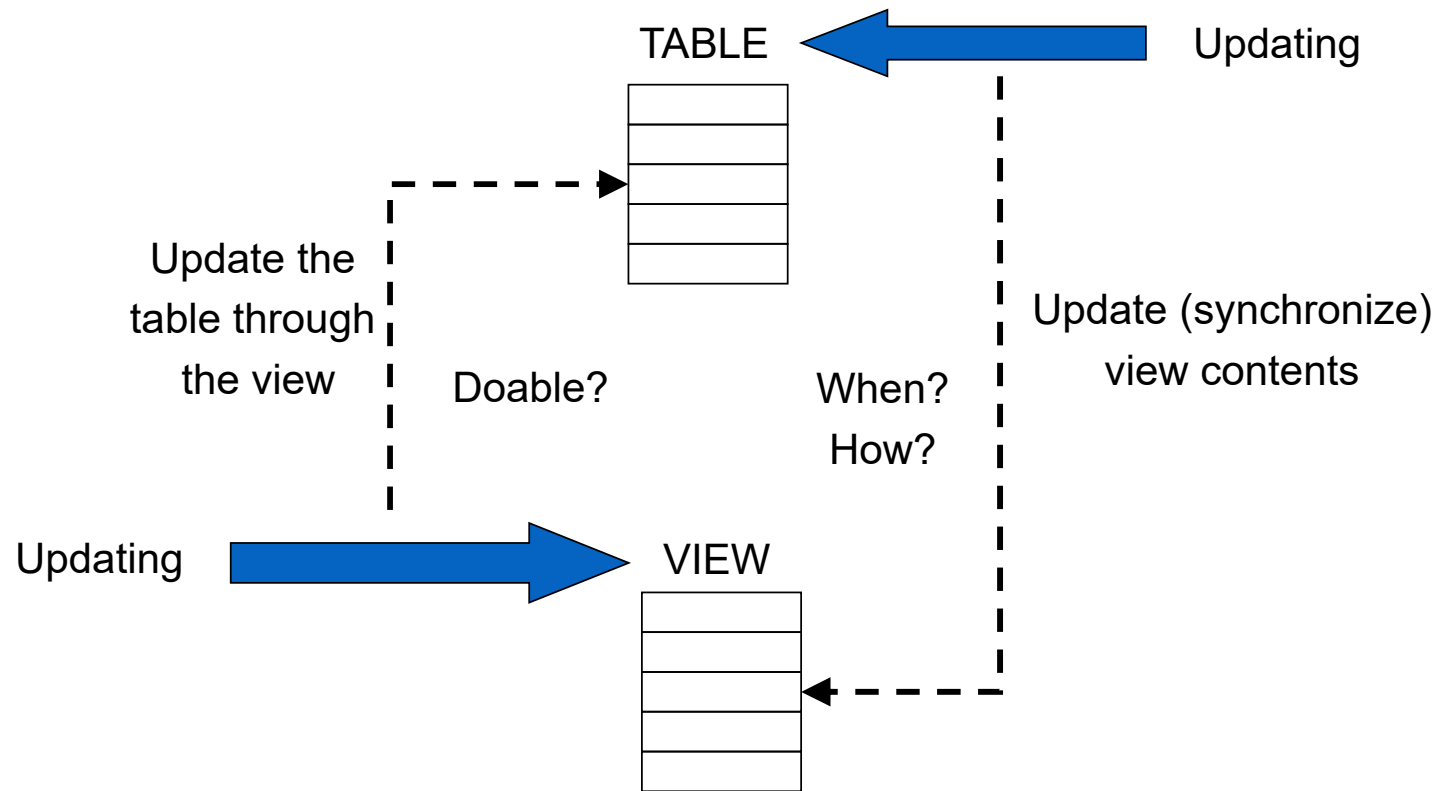 TABLE
Updating
Update the
table through
the view
Doable?
When?
How?
Update (synchronize)
view contents
Updating
VIEW